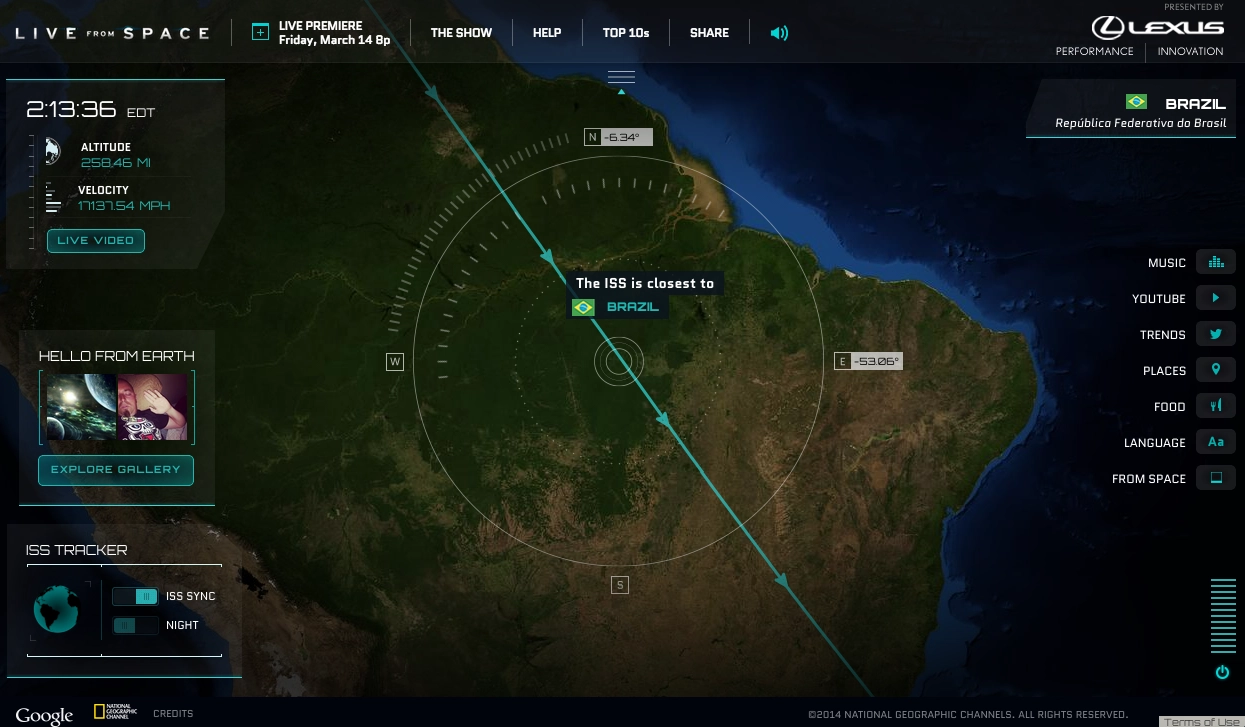 LIVE FROM SPACE
LIVE PREMIERE
Friday, March 14 8p
THE SHOW
HELP
TOP 10s
SHARE
PRESENTED BY
LEXUS
PERFORMANCE
INNOVATION
2:13:36 EDT
ALTITUDE
258.46 MI
VELOCITY
17137.54 MPH
LIVE VIDEO
BRAZIL
República Federativa do Brasil
N -6.34°
The ISS is closest to
BRAZIL
W
E -53.06°
S
HELLO FROM EARTH
EXPLORE GALLERY
ISS TRACKER
ISS SYNC
NIGHT
MUSIC
YOUTUBE
TRENDS
PLACES
FOOD
LANGUAGE Aa
FROM SPACE
Google
NATIONAL
GEOGRAPHIC
CHANNEL
CREDITS
©2014 NATIONAL GEOGRAPHIC CHANNELS. ALL RIGHTS RESERVED.
Terms of Use